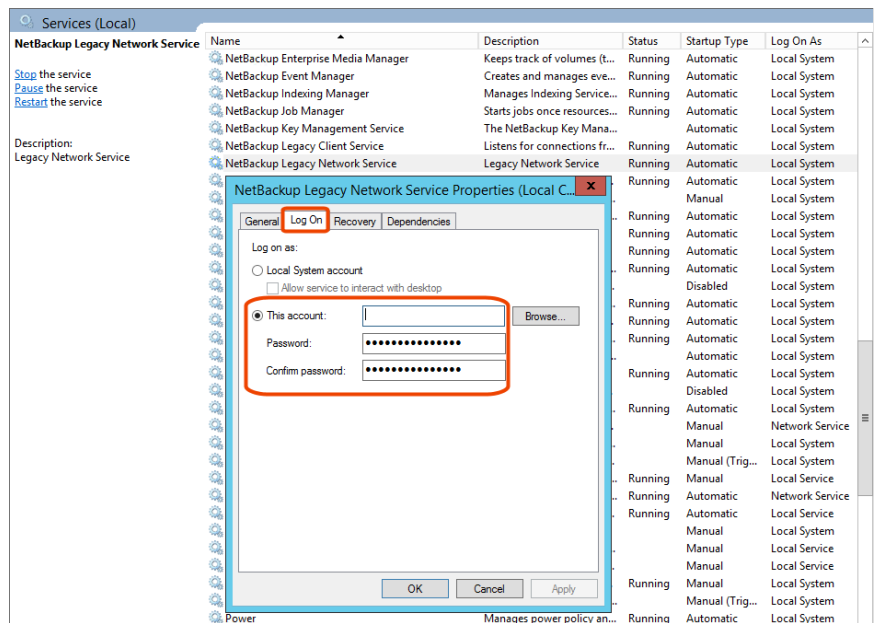 Services (Local)
NetBackup Legacy Network Service
Stop the service
Pause the service
Restart the service
Description:
Legacy Network Service
Name Description Status Startup Type Log On As
NetBackup Enterprise Media Manager Keeps track of volumes (t... Running Automatic Local System
NetBackup Event Manager Creates and manages eve... Running Automatic Local System
NetBackup Indexing Manager Manages Indexing Service... Running Automatic Local System
NetBackup Job Manager Starts jobs once resources... Running Automatic Local System
NetBackup Key Management Service The NetBackup Key Mana... Automatic Local System
NetBackup Legacy Client Service Listens for connections fr... Running Automatic Local System
NetBackup Legacy Network Service Legacy Network Service Running Automatic Local System
Running Automatic Local System
Manual Local System
Running Automatic Local System
Running Automatic Local System
Running Automatic Local System
Running Automatic Local System
Disabled Local System
Running Automatic Local System
Running Automatic Local System
Running Automatic Local System
Automatic Local System
Running Automatic Local System
Disabled Local System
Running Automatic Local System
Manual Network Service
Manual Local System
Manual (Trig... Local System
Running Manual Local Service
Running Automatic Network Service
Running Automatic Local Service
Manual Local System
Manual Local Service
Manual Local Service
Running Manual Local System
Manual (Trig... Local System
Power Manages power policy an... Running Automatic Local System
NetBackup Legacy Network Service Properties (Local C... x
General Log On Recovery Dependencies
Log on as:
Local System account
Allow service to interact with desktop
This account: Browse...
Password: •••••••••••••••
Confirm password: •••••••••••••••
OK Cancel Apply